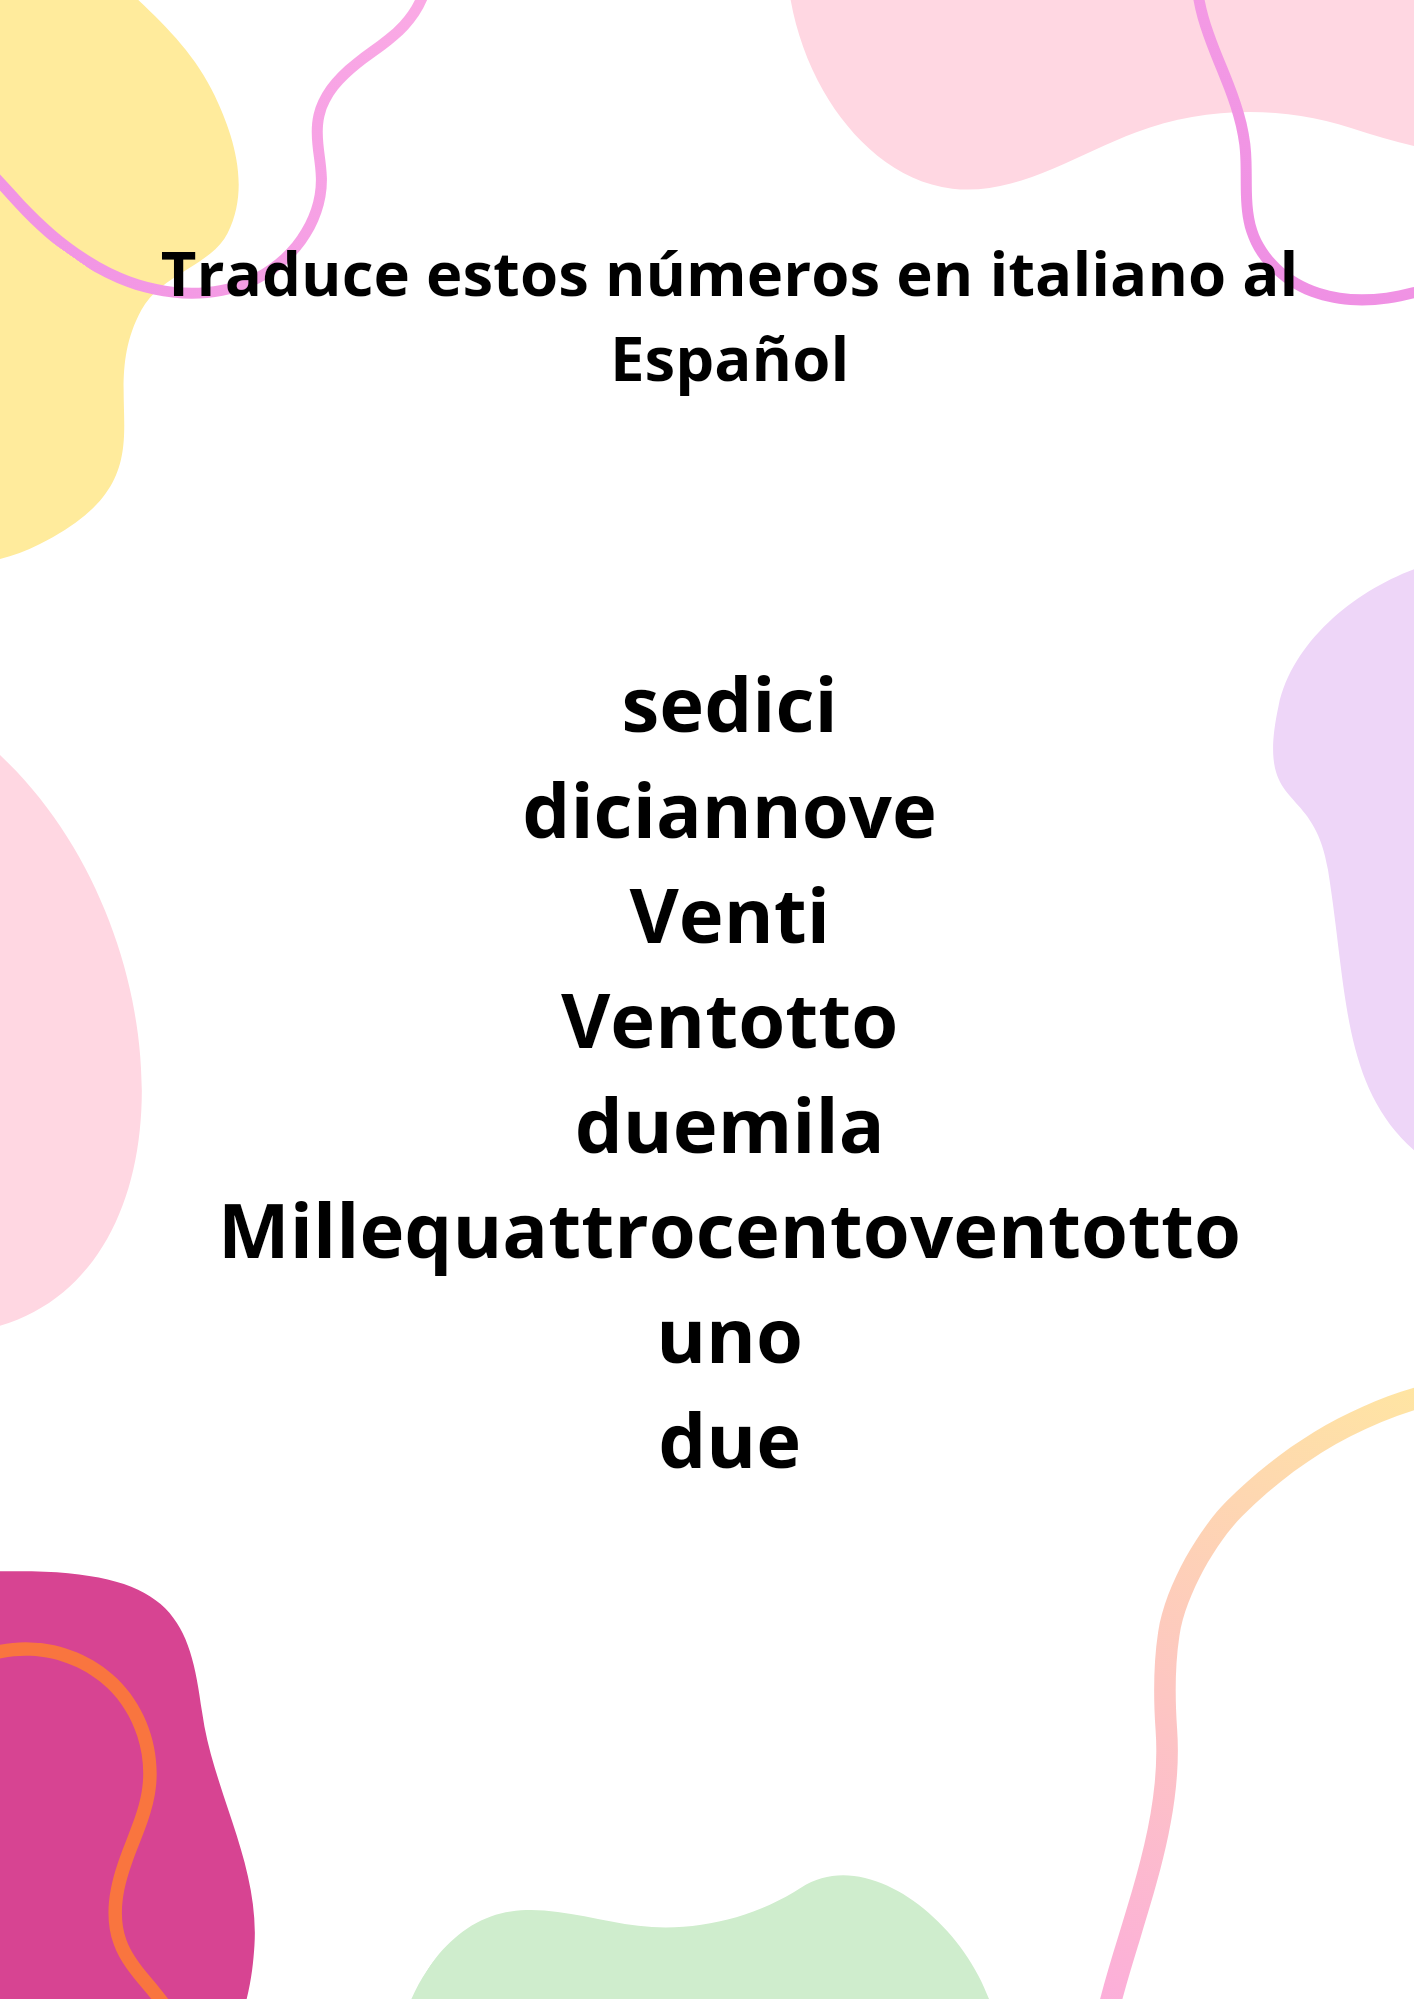 Traduce estos números en italiano al
Español
sedici
diciannove
Venti
Ventotto
duemila
Millequattrocentoventotto
uno
due